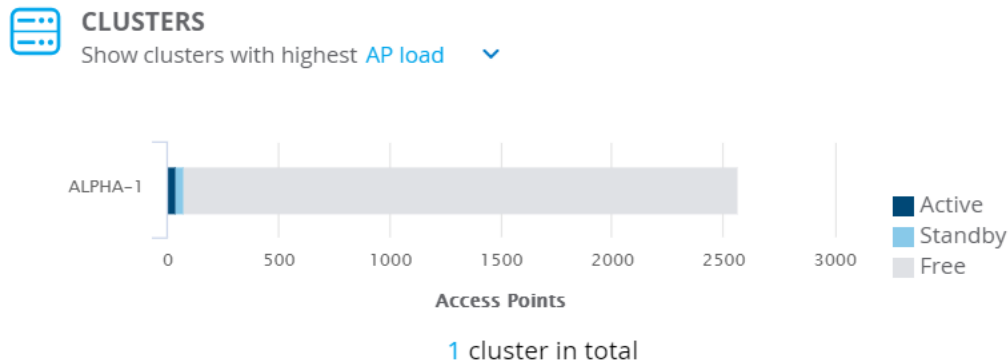 CLUSTERS
Show clusters with highest AP load
ALPHA-1
0 500 1000 1500 2000 2500 3000
Access Points
Active
Standby
Free
1 cluster in total